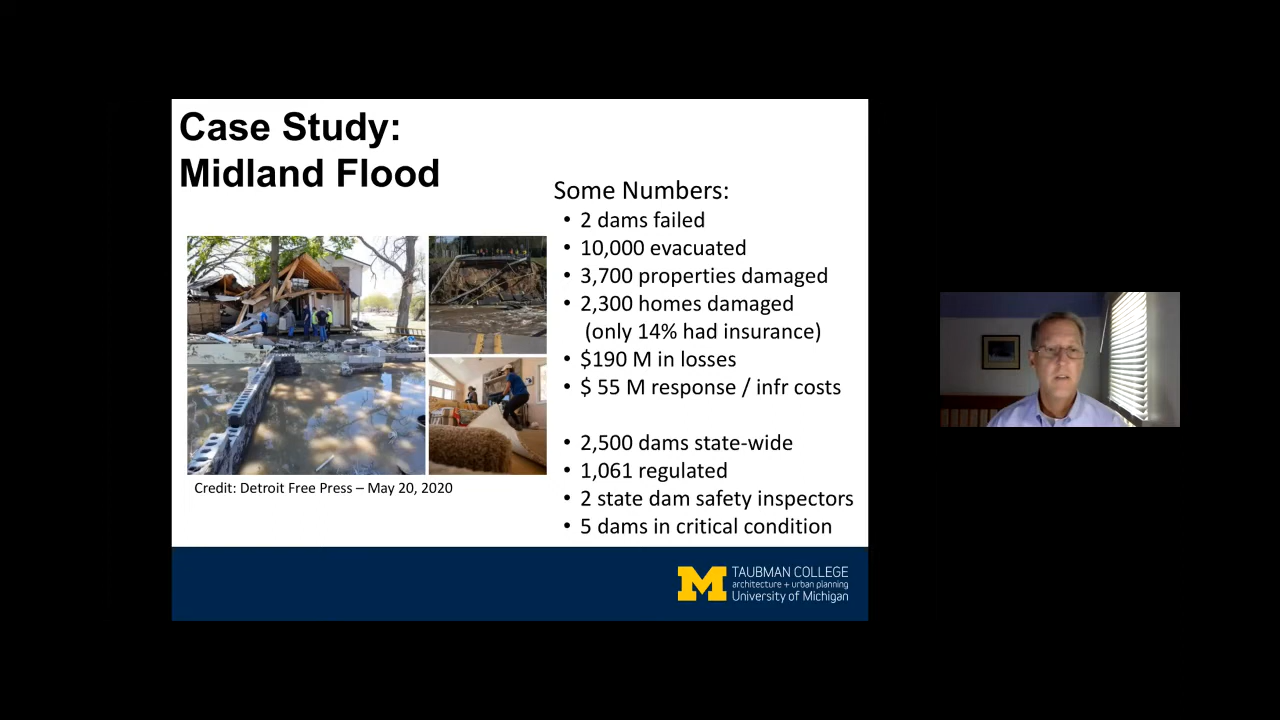 Case Study:
Midland Flood
Some Numbers:
• 2 dams failed
• 10,000 evacuated
• 3,700 properties damaged
• 2,300 homes damaged
(only 14% had insurance)
• $190 M in losses
• $ 55 M response / infr costs
• 2,500 dams state-wide
• 1,061 regulated
• 2 state dam safety inspectors
• 5 dams in critical condition
Credit: Detroit Free Press – May 20, 2020
M
TAUBMAN COLLEGE
architecture + urban planning
University of Michigan